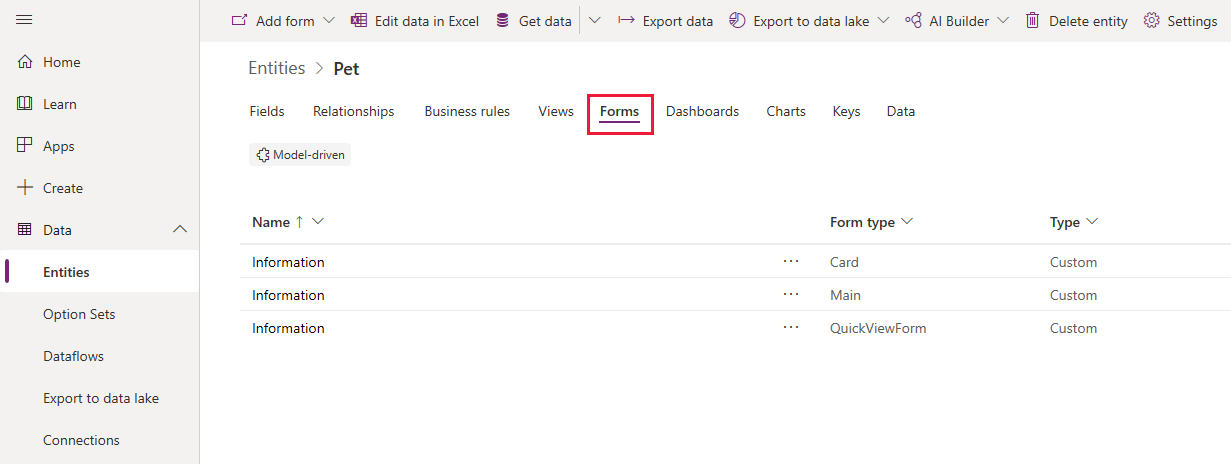 Add form Edit data in Excel Get data Export data Export to data lake AI Builder Delete entity Settings
Home
Learn
Apps
Create
Data
Entities
Option Sets
Dataflows
Export to data lake
Connections
Entities > Pet
Fields Relationships Business rules Views Forms Dashboards Charts Keys Data
Model-driven
Name ↑ Form type Type
Information ··· Card Custom
Information ··· Main Custom
Information ··· QuickViewForm Custom